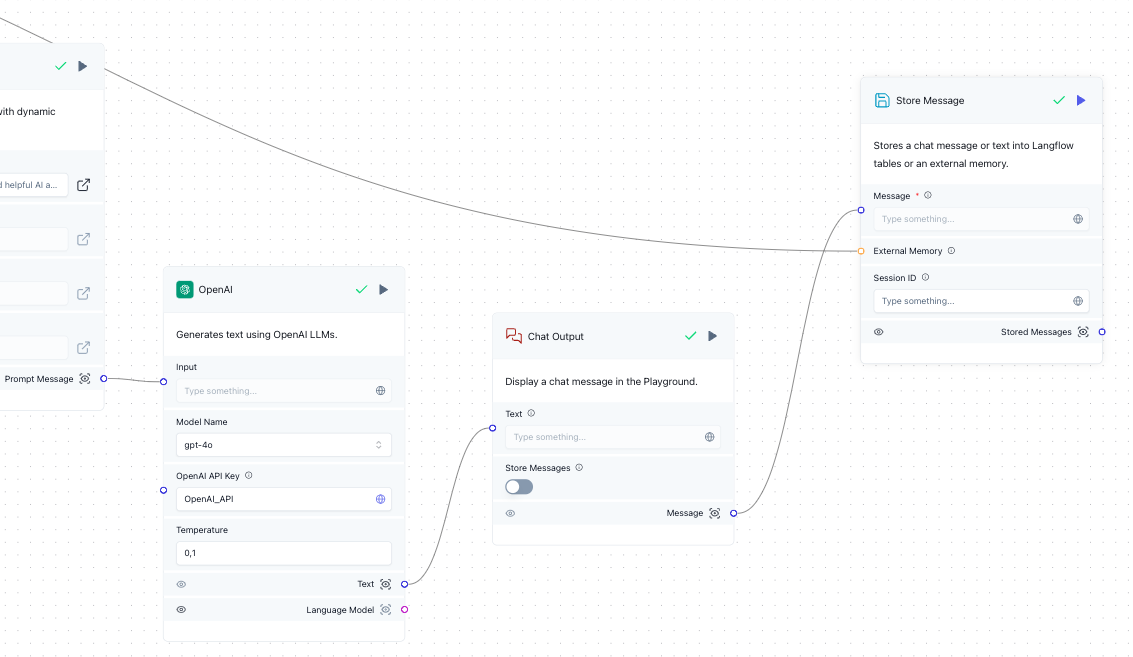 with dynamic
d helpful AI a...
Prompt Message
OpenAI
Generates text using OpenAI LLMs.
Input
Type something...
Model Name
gpt-4o
OpenAI API Key
OpenAI_API
Temperature
0,1
Text
Language Model
Chat Output
Display a chat message in the Playground.
Text
Type something...
Store Messages
Message
Store Message
Stores a chat message or text into Langflow
tables or an external memory.
Message *
Type something...
External Memory
Session ID
Type something...
Stored Messages